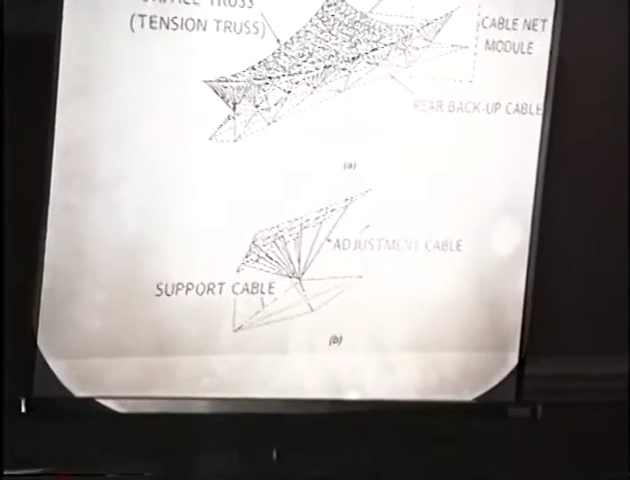 (TENSION TRUSS)
CABLE NET
MODULE
REAR BACK-UP CABLE
(a)
ADJUSTMENT CABLE
SUPPORT CABLE
(b)